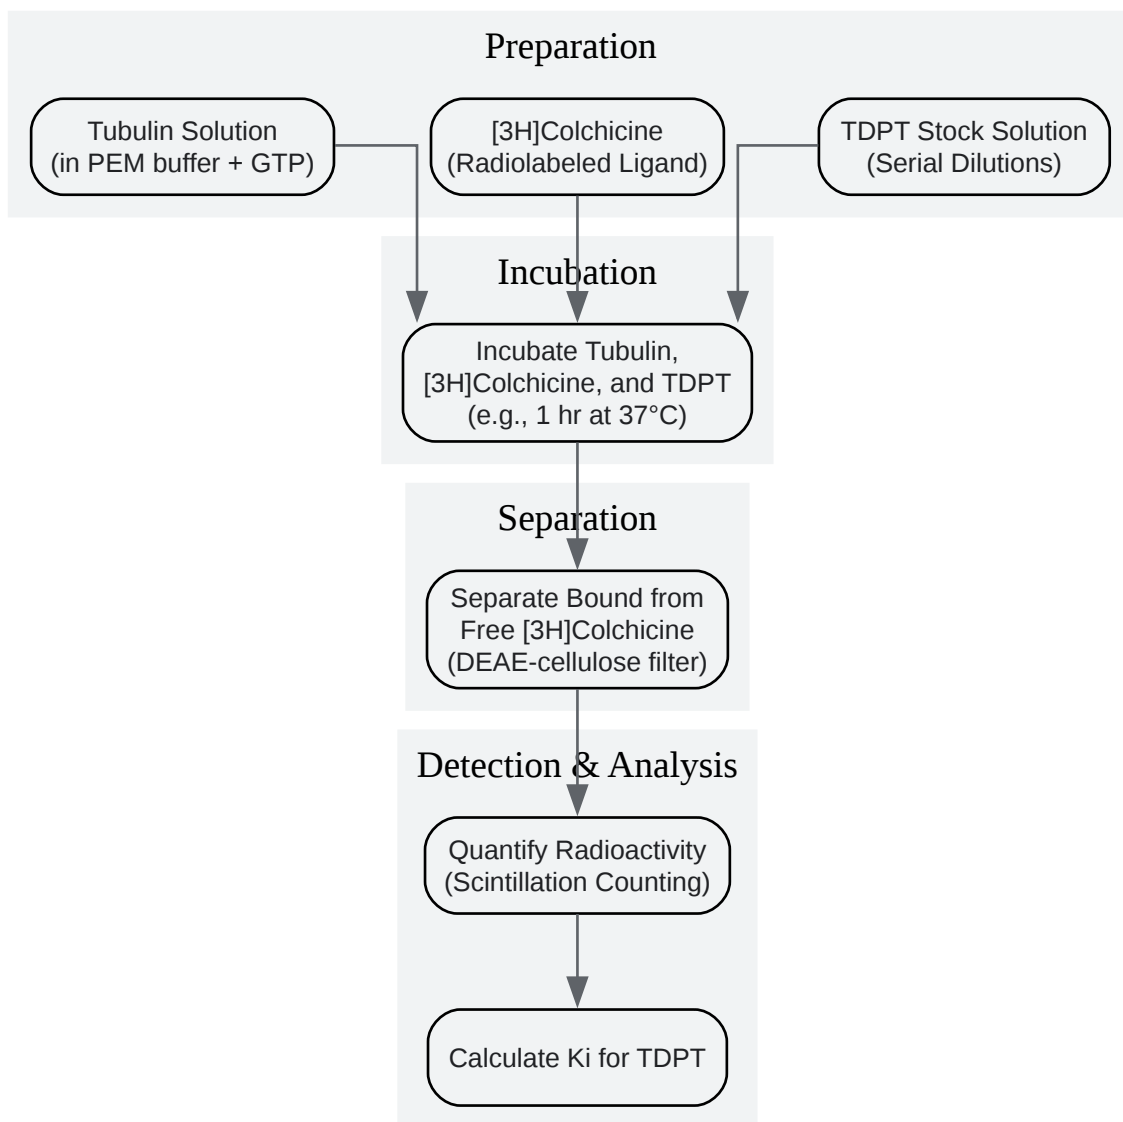 Preparation
Tubulin Solution
(in PEM buffer + GTP)
[3H]Colchicine
(Radiolabeled Ligand)
TDPT Stock Solution
(Serial Dilutions)
Incubation
Incubate Tubulin,
[3H]Colchicine, and TDPT
(e.g., 1 hr at 37°C)
Separation
Separate Bound from
Free [3H]Colchicine
(DEAE-cellulose filter)
Detection & Analysis
Quantify Radioactivity
(Scintillation Counting)
Calculate Ki for TDPT